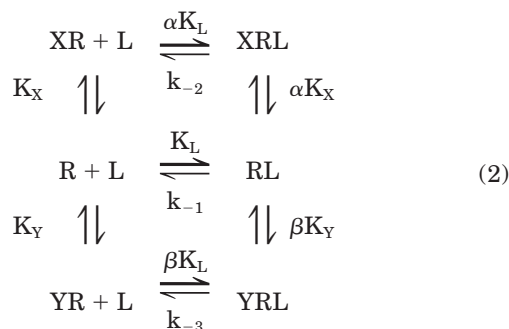 αK_L
XR + L ⇌ XRL
k₋₂
K_X ⇅ ⇅ αK_X
K_L
R + L ⇌ RL (2)
k₋₁
K_Y ⇅ ⇅ βK_Y
βK_L
YR + L ⇌ YRL
k₋₃